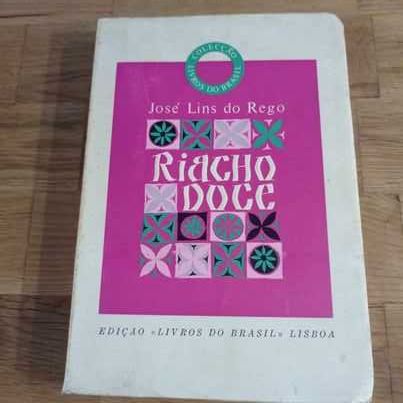 COLECÇÃO
LIVROS DO BRASIL
José Lins do Rego
RIACHO
DOCE
EDIÇÃO «LIVROS DO BRASIL» LISBOA